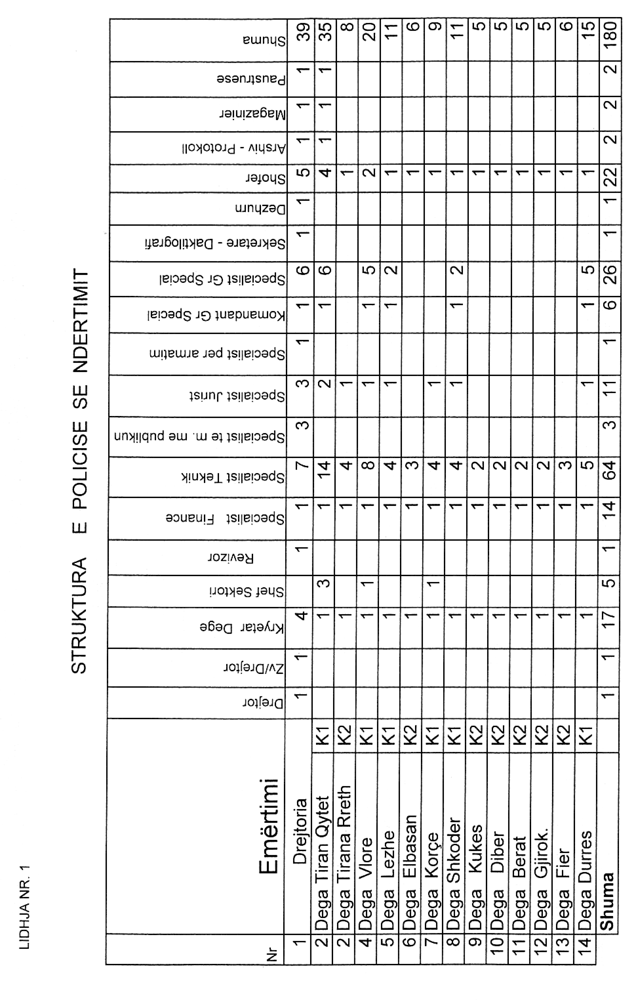 LIDHJA NR. 1
STRUKTURA E POLICISE SE NDERTIMIT
Nr Emërtimi Drejtor Zv/Drejtor Kryetar Dege Shef Sektori Revizor Specialist Finance Specialist Teknik Specialist te m. me publikun Specialist Jurist Specialist per armatim Komandant Gr Special Specialist Gr Special Sekretare - Daktilografi Dezhurn Shofer Arshiv - Protokoll Magazinier Paustruese Shuma
1 Drejtoria 1 1 4 1 1 7 3 3 1 1 6 1 1 5 1 1 1 39
2 Dega Tiran Qytet K1 1 3 1 14 2 1 6 4 1 1 1 35
2 Dega Tirana Rreth K2 1 1 4 1 1 8
4 Dega Vlore K1 1 1 1 8 1 1 5 2 20
5 Dega Lezhe K1 1 1 4 1 1 2 1 11
6 Dega Elbasan K2 1 1 3 1 6
7 Dega Korçe K1 1 1 1 4 1 1 9
8 Dega Shkoder K1 1 1 4 1 1 2 1 11
9 Dega Kukes K2 1 1 2 1 5
10 Dega Diber K2 1 1 2 1 5
11 Dega Berat K2 1 1 2 1 5
12 Dega Gjirok. K2 1 1 2 1 5
13 Dega Fier K2 1 1 3 1 6
14 Dega Durres K1 1 1 5 1 1 5 1 15
Shuma 1 1 17 5 1 14 64 3 11 1 6 26 1 1 22 2 2 2 180